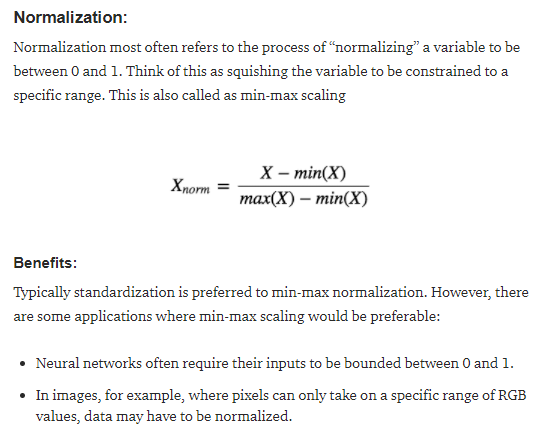 Normalization:
Normalization most often refers to the process of “normalizing” a variable to be
between 0 and 1. Think of this as squishing the variable to be constrained to a
specific range. This is also called as min-max scaling
X_norm = (X – min(X)) / (max(X) – min(X))
Benefits:
Typically standardization is preferred to min-max normalization. However, there
are some applications where min-max scaling would be preferable:
• Neural networks often require their inputs to be bounded between 0 and 1.
• In images, for example, where pixels can only take on a specific range of RGB
values, data may have to be normalized.